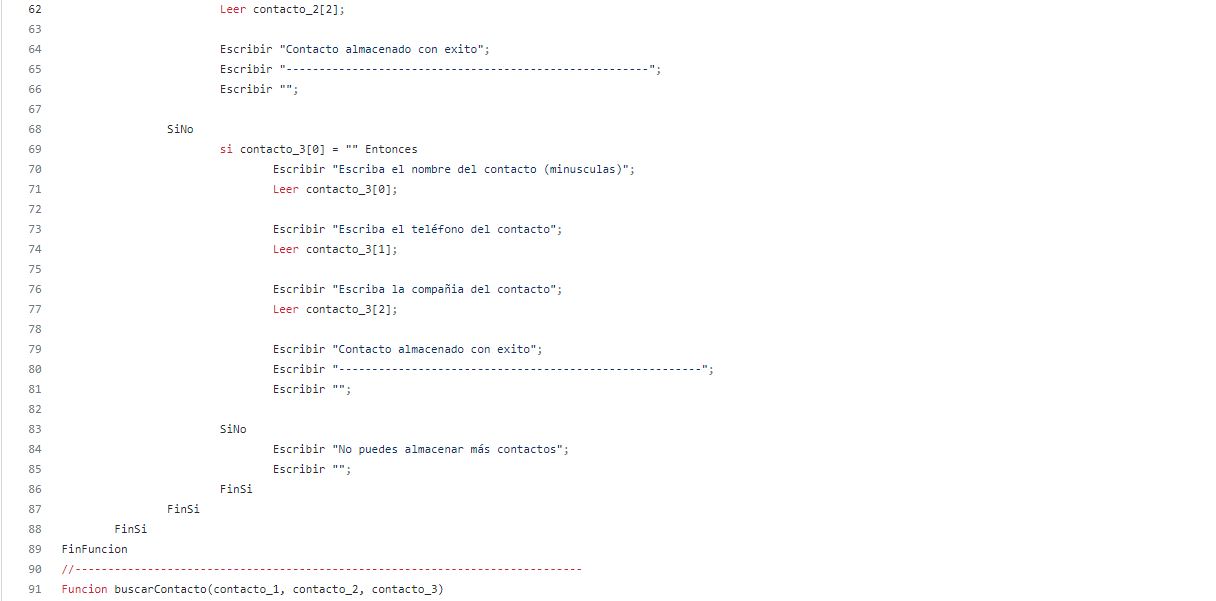 62 Leer contacto_2[2];
63
64 Escribir "Contacto almacenado con exito";
65 Escribir "-------------------------------------------------------";
66 Escribir "";
67
68 SiNo
69 si contacto_3[0] = "" Entonces
70 Escribir "Escriba el nombre del contacto (minusculas)";
71 Leer contacto_3[0];
72
73 Escribir "Escriba el teléfono del contacto";
74 Leer contacto_3[1];
75
76 Escribir "Escriba la compañia del contacto";
77 Leer contacto_3[2];
78
79 Escribir "Contacto almacenado con exito";
80 Escribir "-------------------------------------------------------";
81 Escribir "";
82
83 SiNo
84 Escribir "No puedes almacenar más contactos";
85 Escribir "";
86 FinSi
87 FinSi
88 FinSi
89 FinFuncion
90 //-----------------------------------------------------------------------------
91 Funcion buscarContacto(contacto_1, contacto_2, contacto_3)